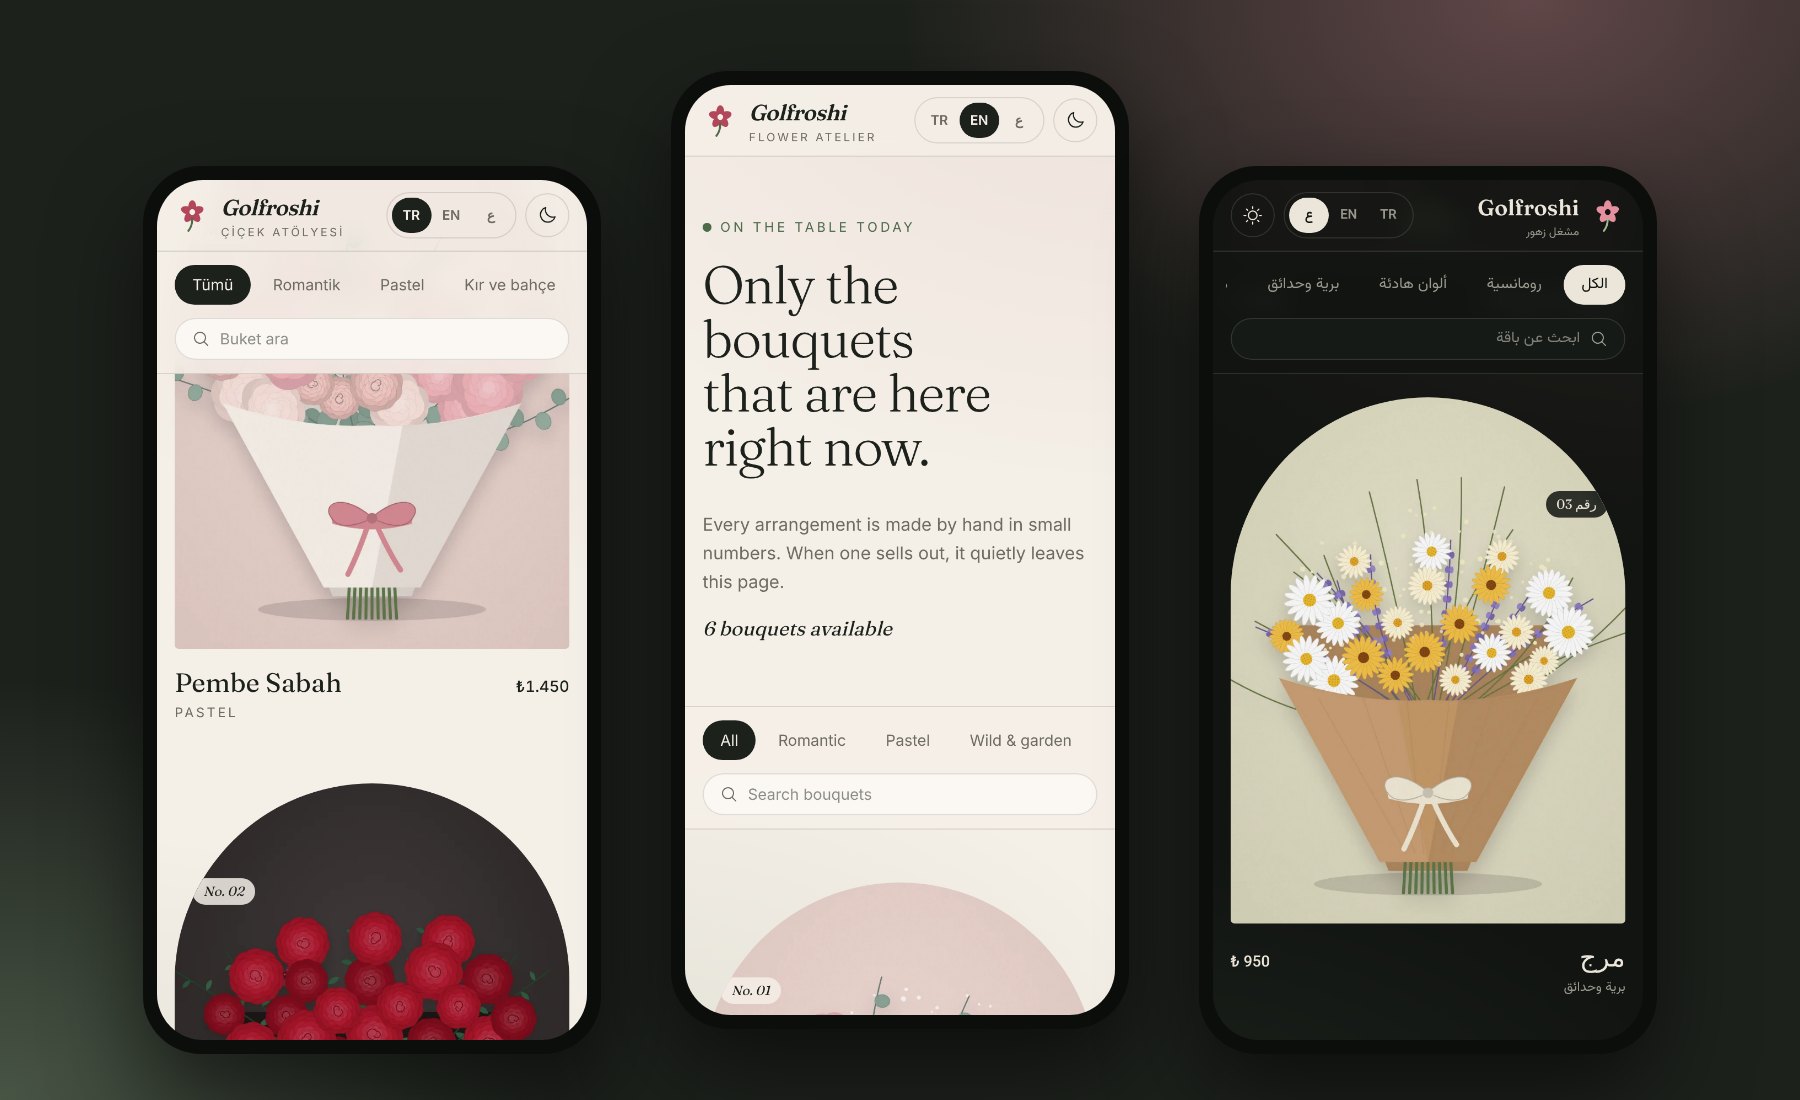 Golfroshi
ÇİÇEK ATÖLYESİ
TR EN ع
Tümü Romantik Pastel Kır ve bahçe
Buket ara
Pembe Sabah ₺1.450
PASTEL
No. 02
Golfroshi
FLOWER ATELIER
TR EN ع
ON THE TABLE TODAY
Only the
bouquets
that are here
right now.
Every arrangement is made by hand in small
numbers. When one sells out, it quietly leaves
this page.
6 bouquets available
All Romantic Pastel Wild & garden
Search bouquets
No. 01
Golfroshi
مشغل زهور
ع EN TR
الكل رومانسية ألوان هادئة برية وحدائق
ابحث عن باقة
رقم 03
مرج ₺ 950
برية وحدائق